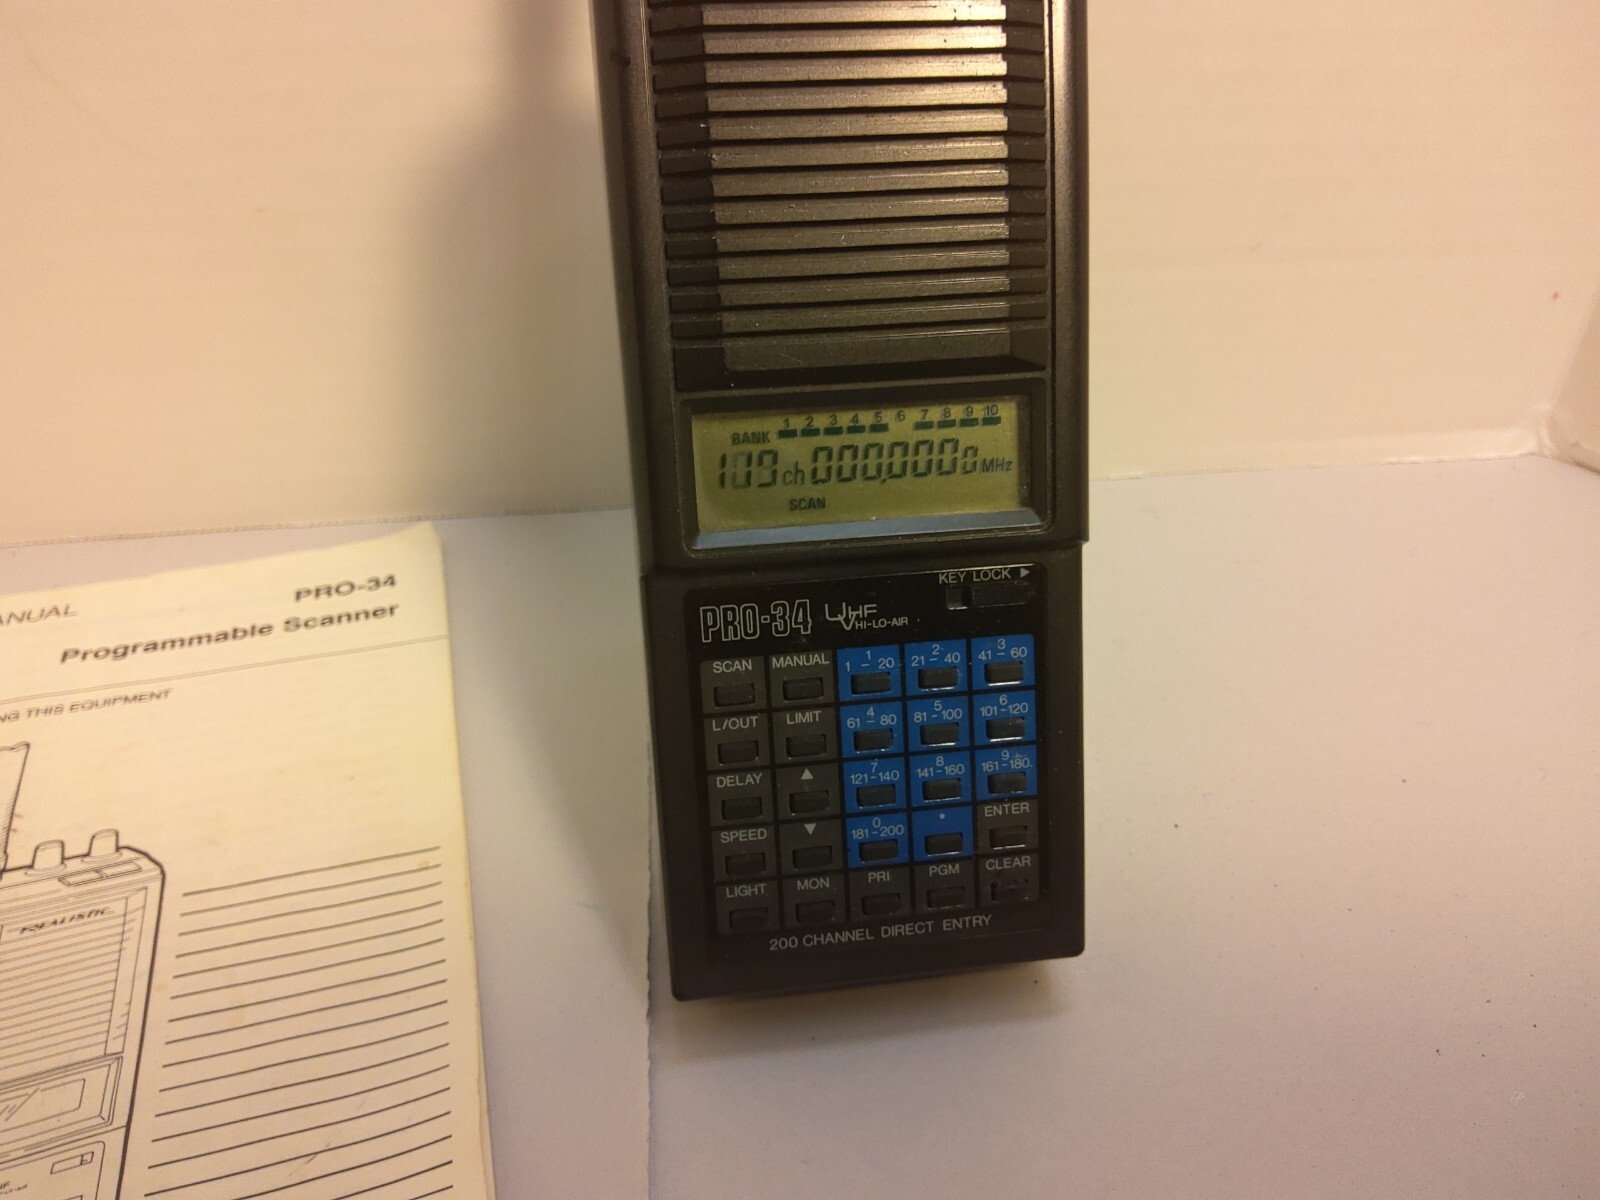 BANK 1 2 3 4 5 6 7 8 9 10
109 ch 000,0000 MHz
SCAN
KEY LOCK ▶
PRO-34 UVHF
HI-LO-AIR
SCAN MANUAL 1 2 3
1 - 20 21 - 40 41 - 60
L/OUT LIMIT 4 5 6
61 - 80 81 - 100 101 - 120
DELAY ▲ 7 8 9
121 - 140 141 - 160 161 - 180
SPEED ▼ 0 • ENTER
181 - 200
LIGHT MON PRI PGM CLEAR
200 CHANNEL DIRECT ENTRY
ANUAL PRO-34
Programmable Scanner
NG THIS EQUIPMENT
REALISTIC